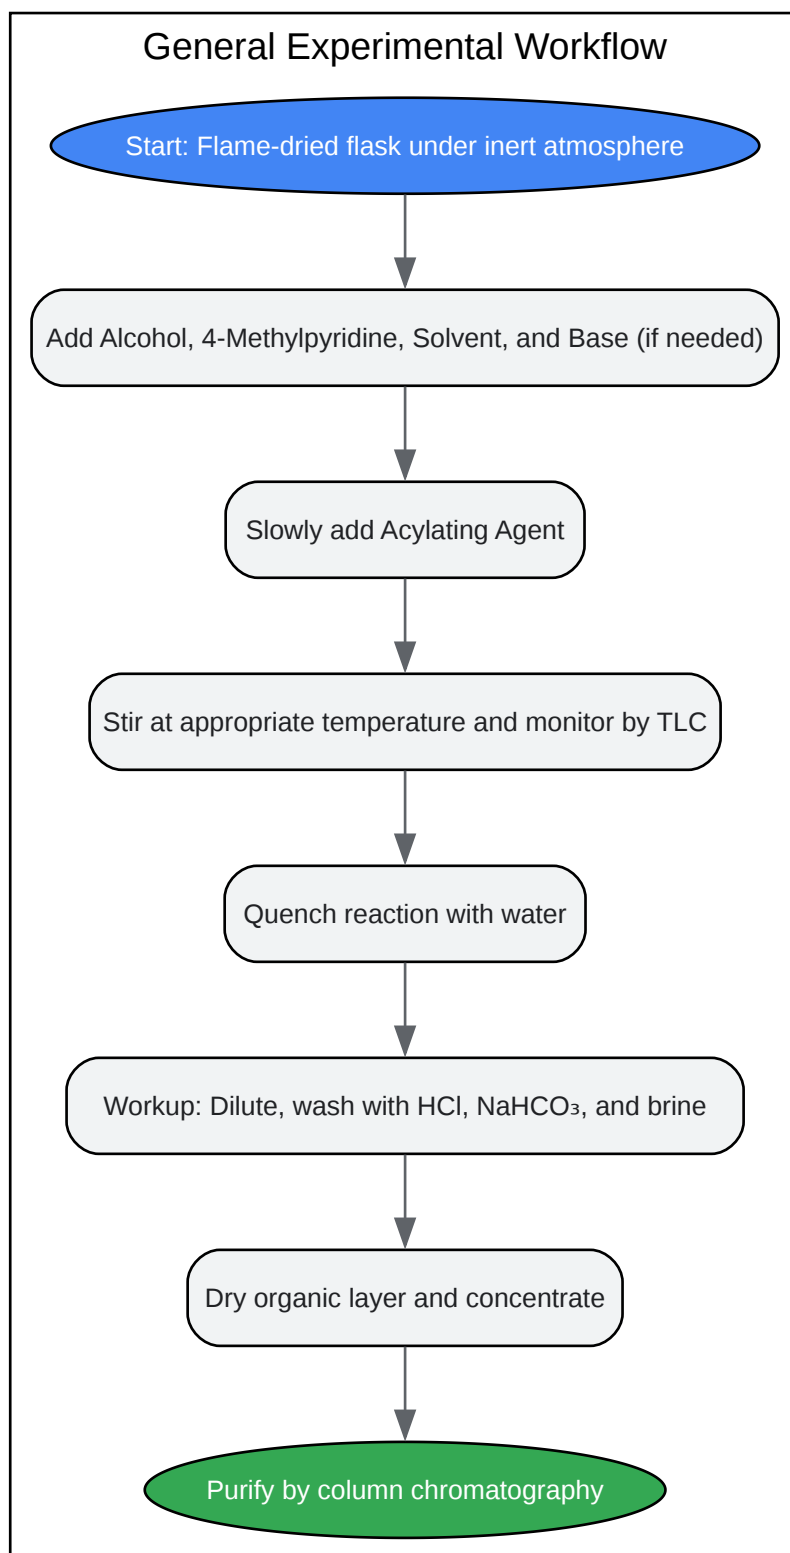 General Experimental Workflow
Start: Flame-dried flask under inert atmosphere
Add Alcohol, 4-Methylpyridine, Solvent, and Base (if needed)
Slowly add Acylating Agent
Stir at appropriate temperature and monitor by TLC
Quench reaction with water
Workup: Dilute, wash with HCl, NaHCO₃, and brine
Dry organic layer and concentrate
Purify by column chromatography